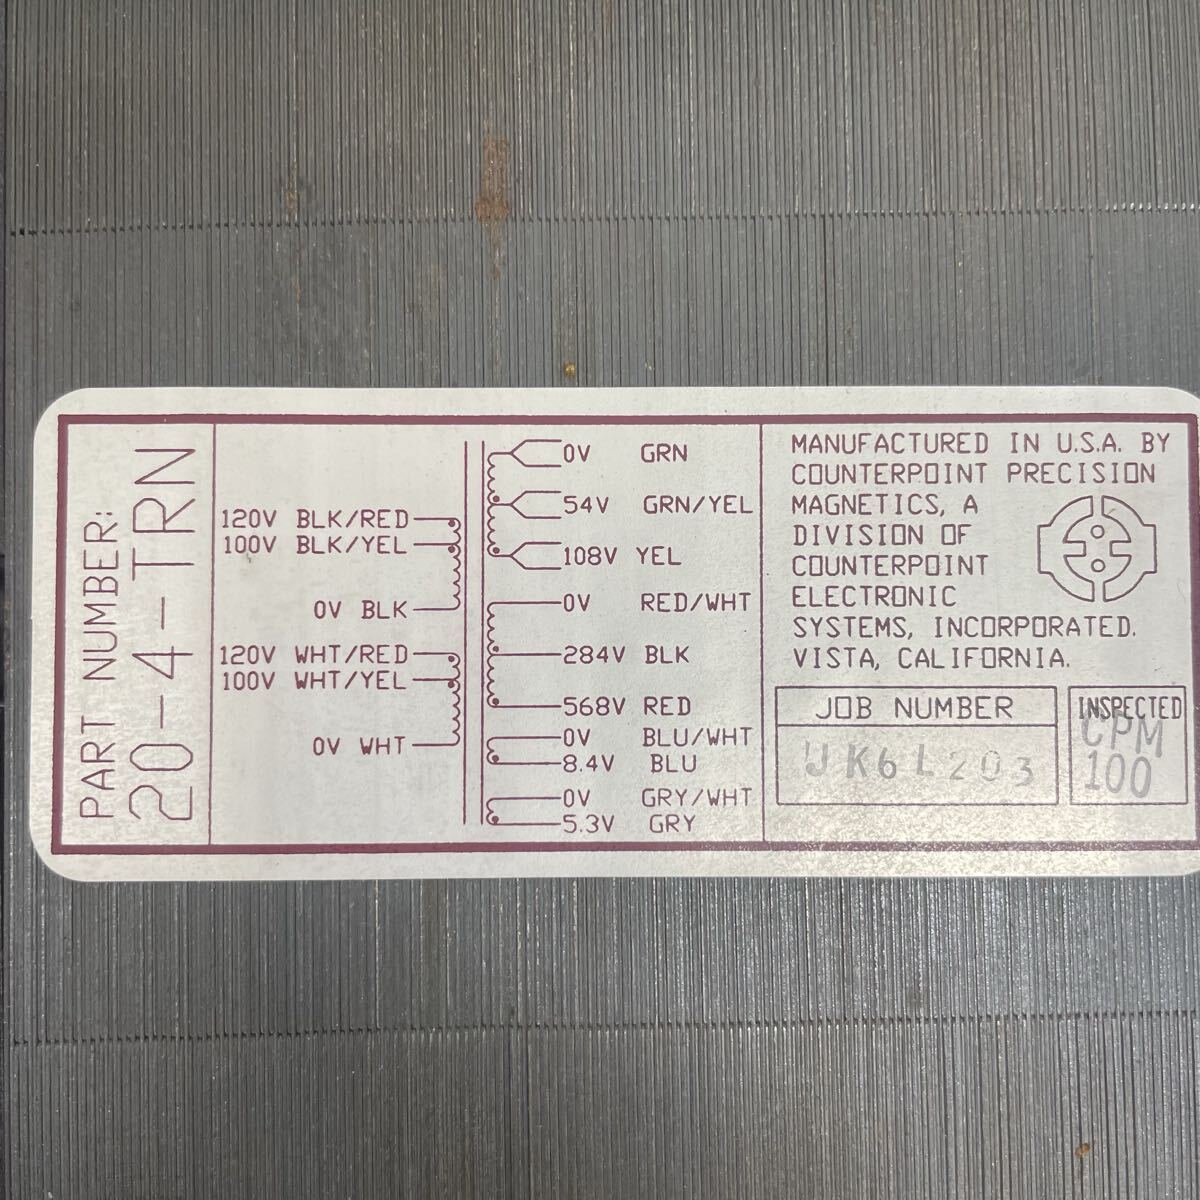 PART NUMBER:
20-4-TRN
120V BLK/RED
100V BLK/YEL
0V BLK
120V WHT/RED
100V WHT/YEL
0V WHT
0V GRN
54V GRN/YEL
108V YEL
0V RED/WHT
284V BLK
568V RED
0V BLU/WHT
8.4V BLU
0V GRY/WHT
5.3V GRY
MANUFACTURED IN U.S.A. BY
COUNTERPOINT PRECISION
MAGNETICS, A
DIVISION OF
COUNTERPOINT
ELECTRONIC
SYSTEMS, INCORPORATED.
VISTA, CALIFORNIA.
JOB NUMBER
UK6L203
INSPECTED
CPM
100